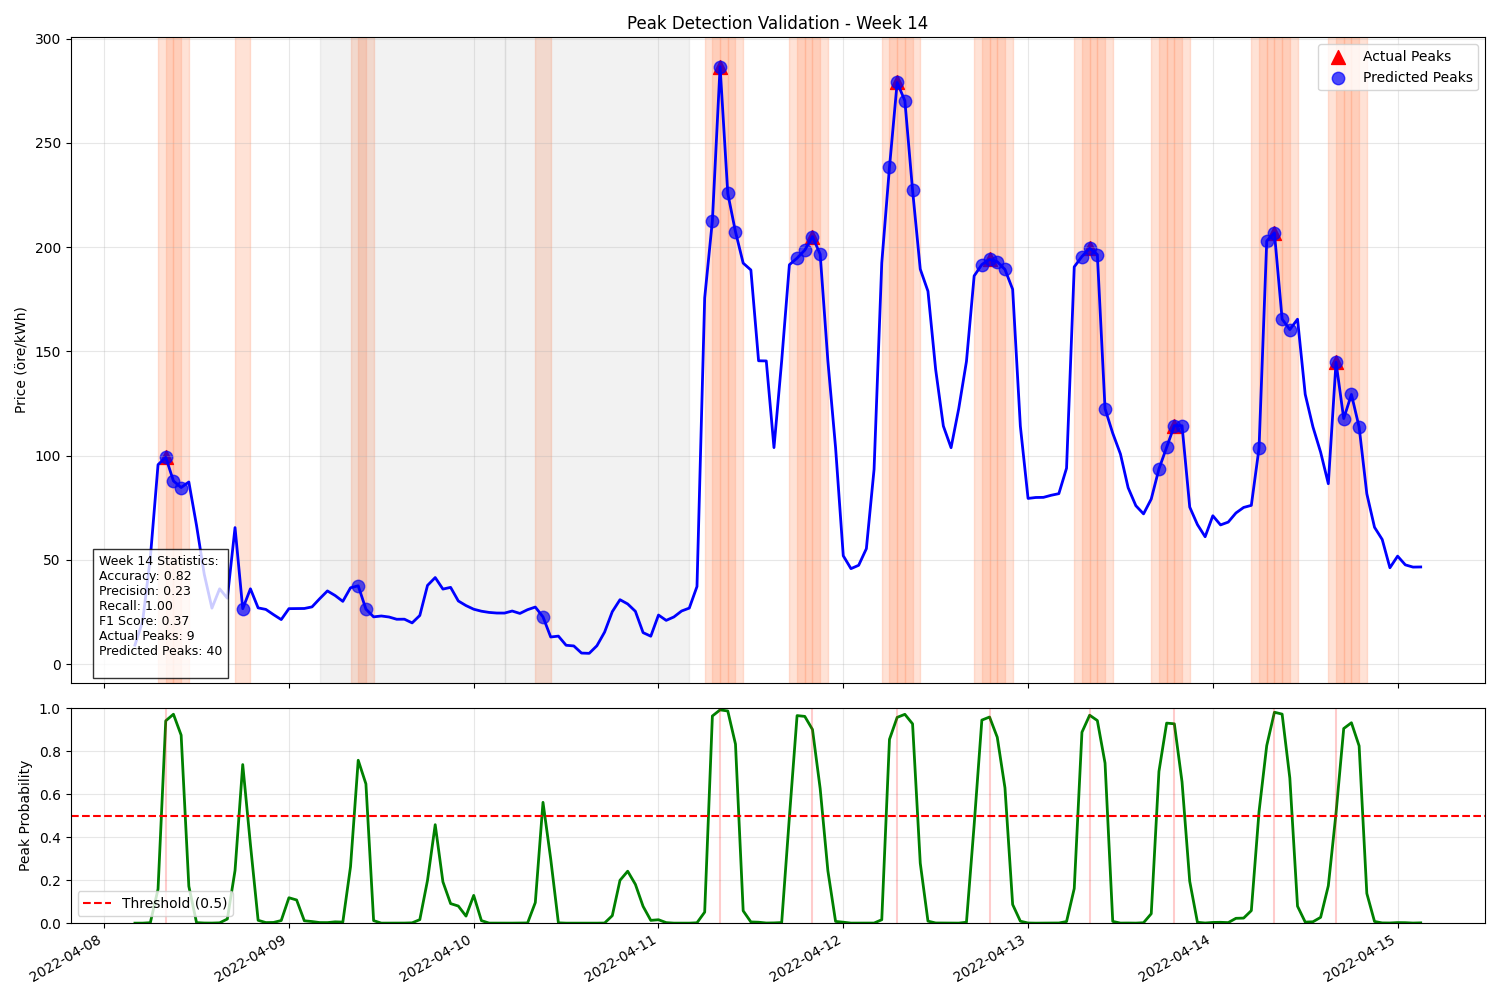 Peak Detection Validation - Week 14
300
250
200
150
100
50
0
Price (öre/kWh)
Actual Peaks
Predicted Peaks
Week 14 Statistics:
Accuracy: 0.82
Precision: 0.23
Recall: 1.00
F1 Score: 0.37
Actual Peaks: 9
Predicted Peaks: 40
1.0
0.8
0.6
0.4
0.2
0.0
Peak Probability
Threshold (0.5)
2022-04-08
2022-04-09
2022-04-10
2022-04-11
2022-04-12
2022-04-13
2022-04-14
2022-04-15